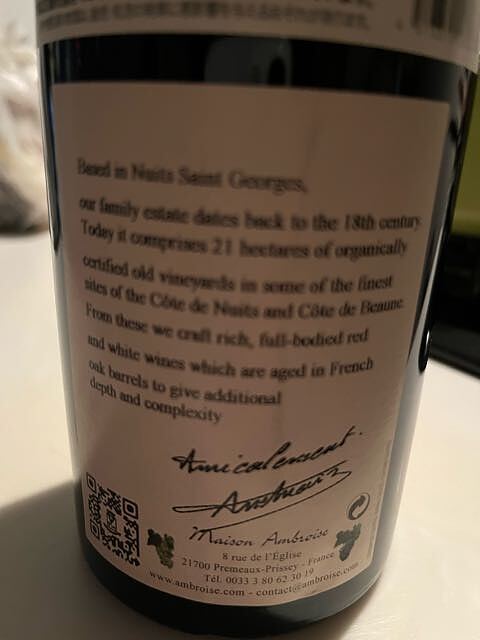 Based in Nuits Saint Georges,
our family estate dates back to the 18th century.
Today it comprises 21 hectares of organically
certified old vineyards in some of the finest
sites of the Côte de Nuits and Côte de Beaune.
From these we craft rich, full-bodied red
and white wines which are aged in French
oak barrels to give additional
depth and complexity
Amicalement.
Maison Ambroise
8 rue de l'Église
21700 Premeaux-Prissey - France
Tél. 0033 3 80 62 30 19
www.ambroise.com - contact@ambroise.com